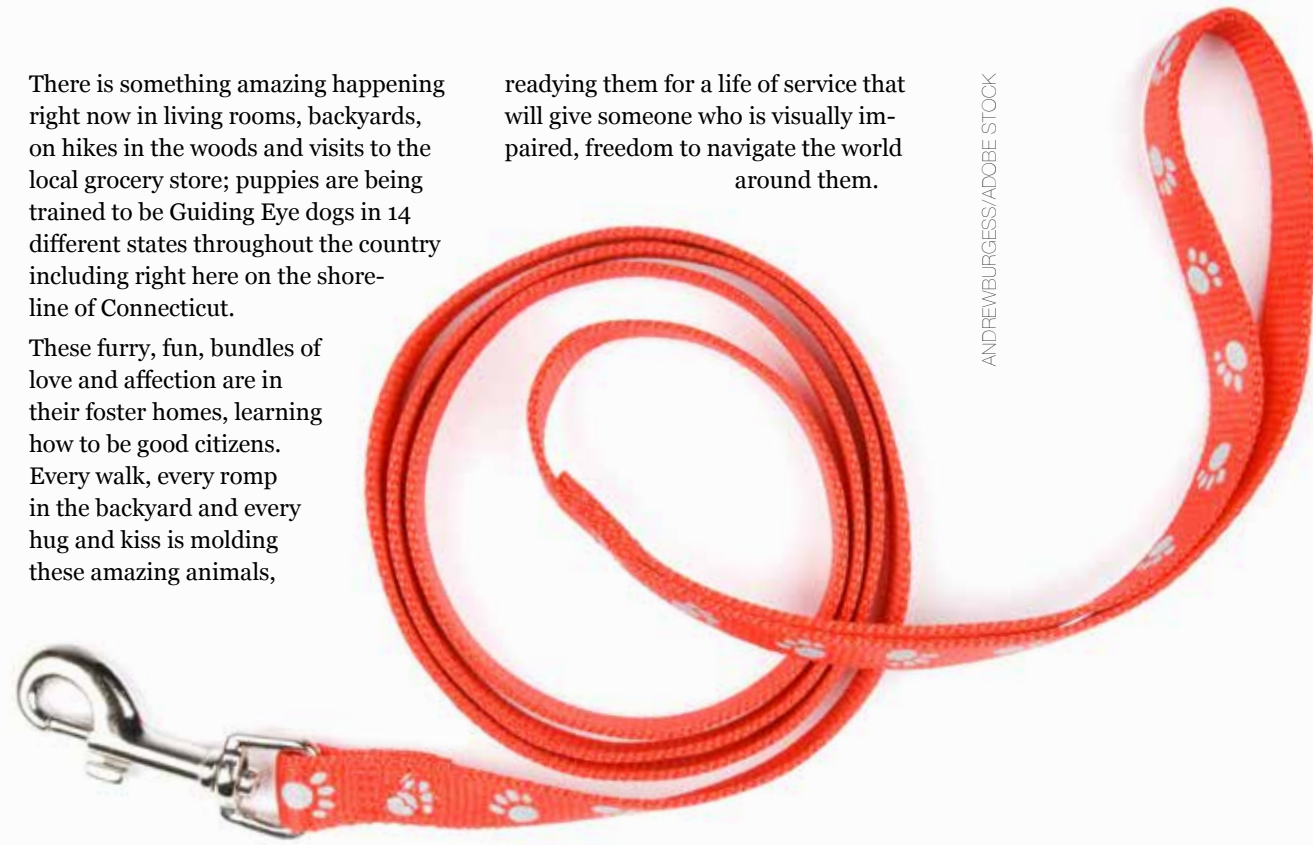 There is something amazing happening
right now in living rooms, backyards,
on hikes in the woods and visits to the
local grocery store; puppies are being
trained to be Guiding Eye dogs in 14
different states throughout the country
including right here on the shore-
line of Connecticut.
These furry, fun, bundles of
love and affection are in
their foster homes, learning
how to be good citizens.
Every walk, every romp
in the backyard and every
hug and kiss is molding
these amazing animals,
readying them for a life of service that
will give someone who is visually im-
paired, freedom to navigate the world
around them.
ANDREWBURGESS/ADOBE STOCK